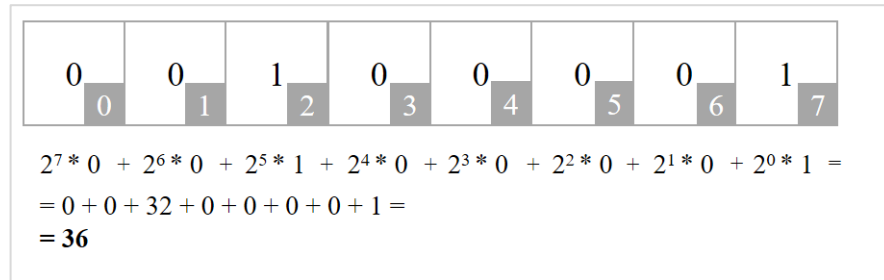 0 0 1 0 0 0 0 1
0 1 2 3 4 5 6 7
2⁷ * 0 + 2⁶ * 0 + 2⁵ * 1 + 2⁴ * 0 + 2³ * 0 + 2² * 0 + 2¹ * 0 + 2⁰ * 1 =
= 0 + 0 + 32 + 0 + 0 + 0 + 0 + 1 =
= 36